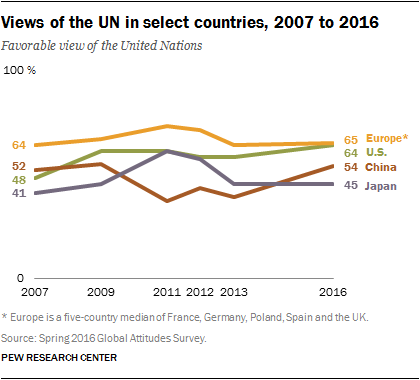 Views of the UN in select countries, 2007 to 2016
Favorable view of the United Nations
100 %
64
52
48
41
65 Europe*
64 U.S.
54 China
45 Japan
0
2007 2009 2011 2012 2013 2016
* Europe is a five-country median of France, Germany, Poland, Spain and the UK.
Source: Spring 2016 Global Attitudes Survey.
PEW RESEARCH CENTER